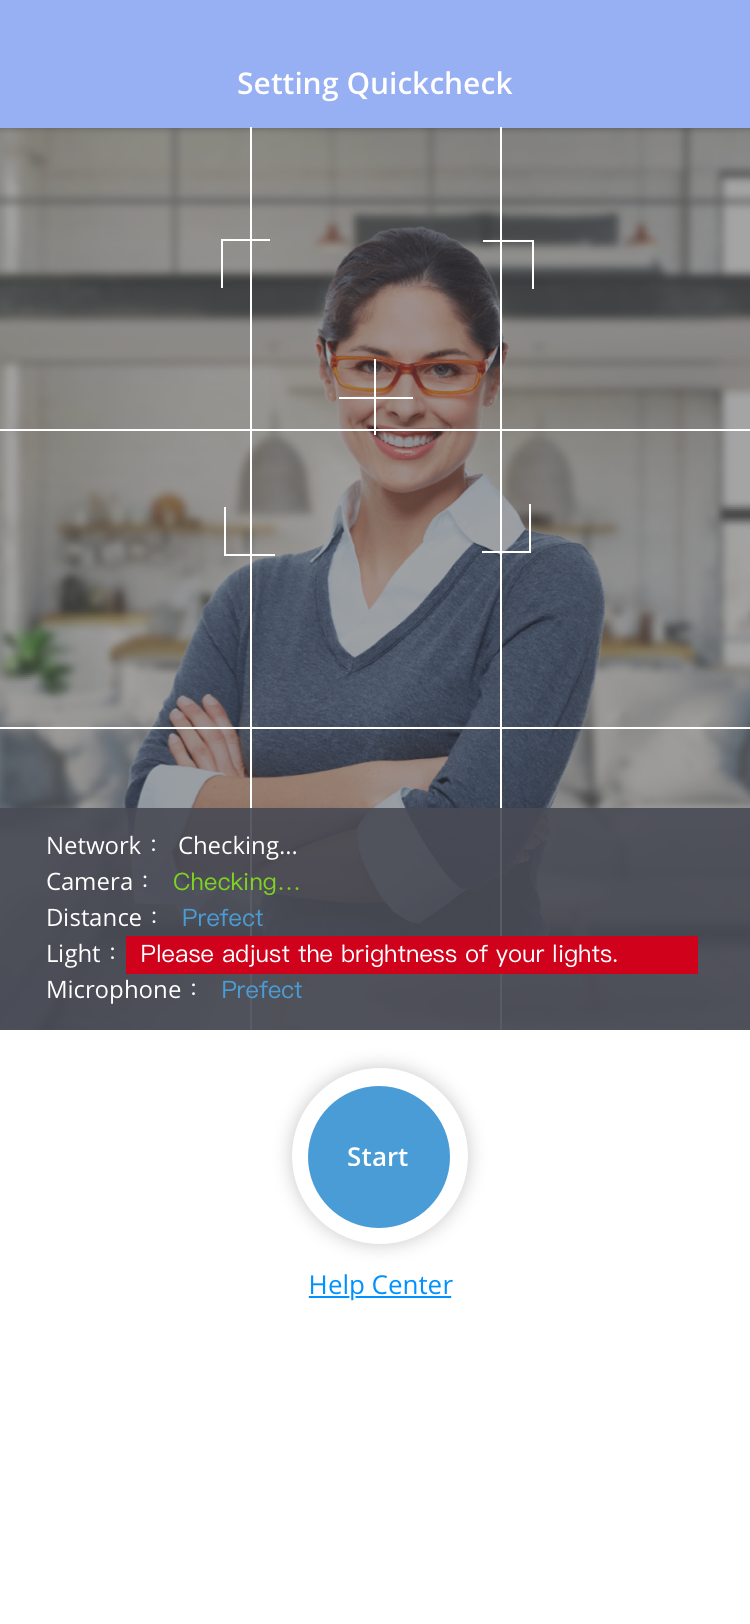 Setting Quickcheck
Network： Checking...
Camera： Checking...
Distance： Prefect
Light： Please adjust the brightness of your lights.
Microphone： Prefect
Start
Help Center